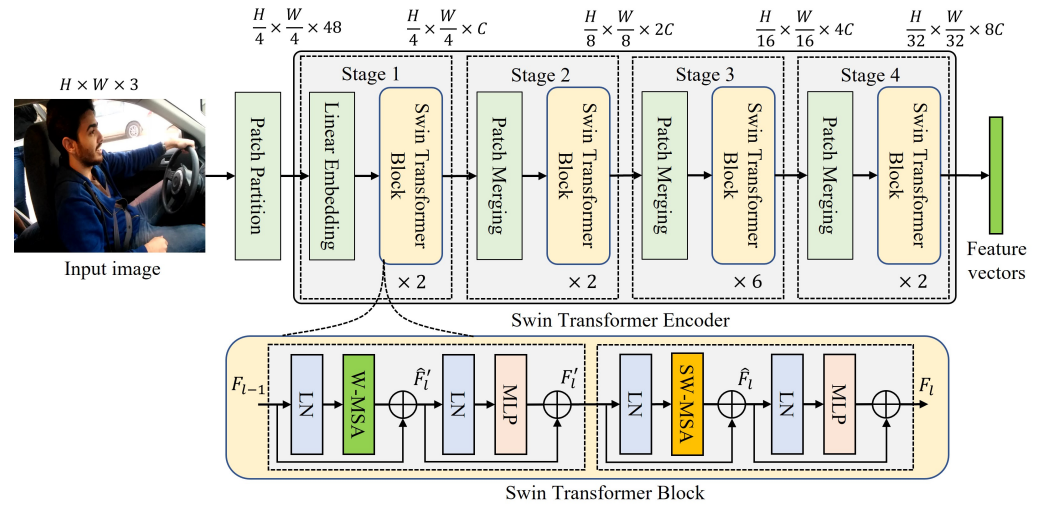 H/4 × W/4 × 48
H/4 × W/4 × C
H/8 × W/8 × 2C
H/16 × W/16 × 4C
H/32 × W/32 × 8C
H × W × 3
Stage 1
Stage 2
Stage 3
Stage 4
Patch Partition
Linear Embedding
Swin Transformer
Block
Patch Merging
Swin Transformer
Block
Patch Merging
Swin Transformer
Block
Patch Merging
Swin Transformer
Block
× 2
× 2
× 6
× 2
Input image
Feature
vectors
Swin Transformer Encoder
F_{l−1}
LN
W-MSA
F̂_l′
LN
MLP
F_l′
LN
SW-MSA
F̂_l
LN
MLP
F_l
Swin Transformer Block